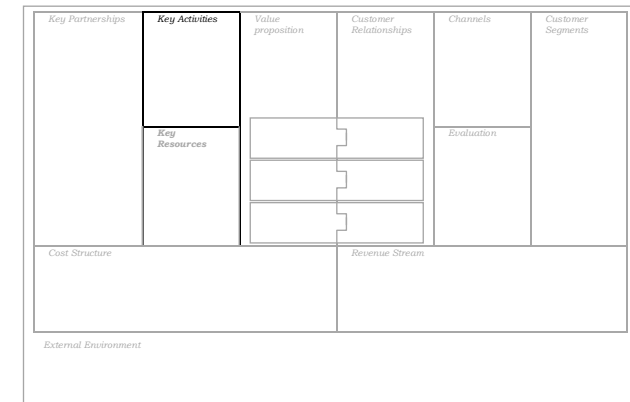 Key Partnerships
Key Activities
Value
proposition
Customer
Relationships
Channels
Customer
Segments
Key
Resources
Evaluation
Cost Structure
Revenue Stream
External Environment